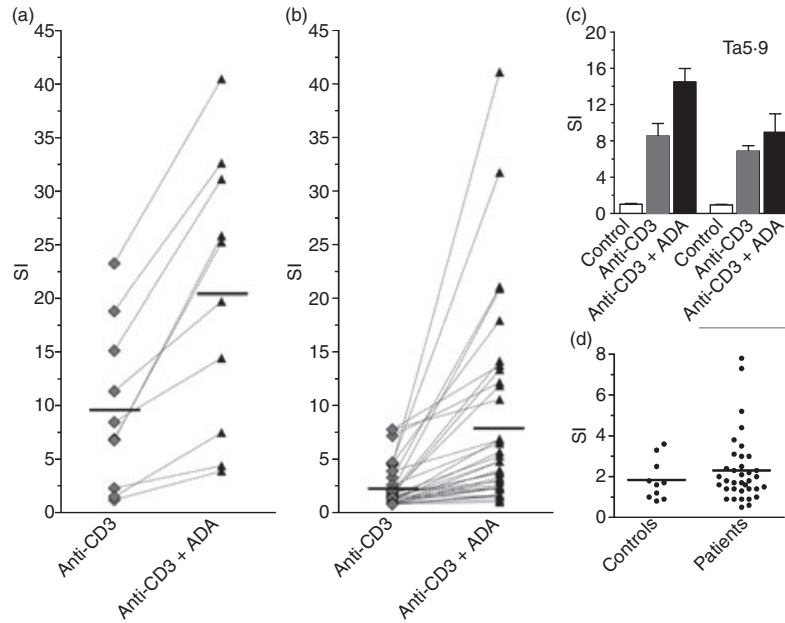 (a)
45
40
35
30
25
20
15
10
5
0
SI
Anti-CD3
Anti-CD3 + ADA
(b)
45
40
35
30
25
20
15
10
5
0
SI
Anti-CD3
Anti-CD3 + ADA
(c)
Ta5·9
20
16
12
8
4
0
SI
Control
Anti-CD3
Anti-CD3 + ADA
Control
Anti-CD3
Anti-CD3 + ADA
(d)
8
6
4
2
0
SI
Controls
Patients